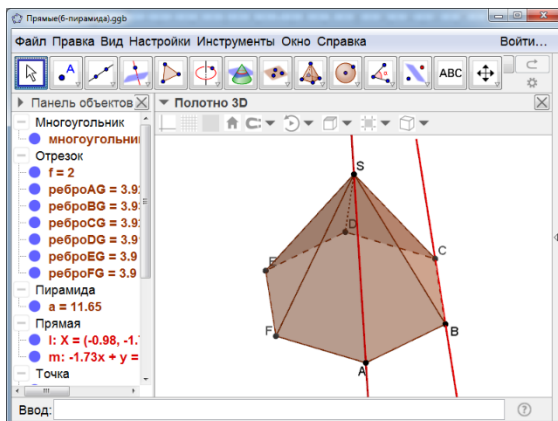 Прямые(6-пирамида).ggb
Файл Правка Вид Настройки Инструменты Окно Справка Войти...
A ABC
Панель объектов
Полотно 3D
Многоугольник
многоугольни
Отрезок
f = 2
реброAG = 3.9
реброBG = 3.9
реброCG = 3.9
реброDG = 3.9
реброEG = 3.9
реброFG = 3.9
Пирамида
a = 11.65
Прямая
l: X = (-0.98, -1.
m: -1.73x + y =
Точка
S
D
C
E
F
B
A
Ввод: